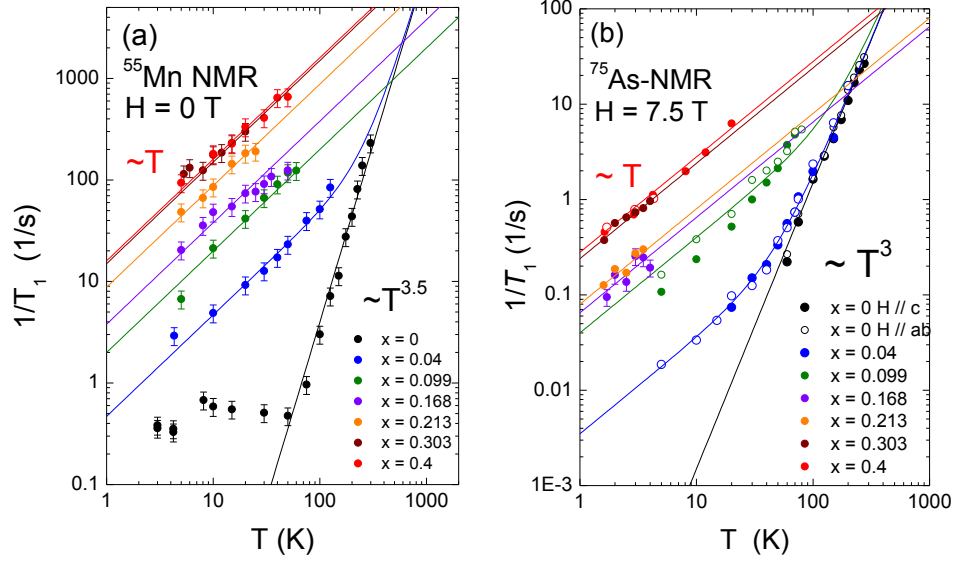 (a)
⁵⁵Mn NMR
H = 0 T
~T
~T³·⁵
x = 0
x = 0.04
x = 0.099
x = 0.168
x = 0.213
x = 0.303
x = 0.4
1000
100
10
1
0.1
1/T₁ (1/s)
1 10 100 1000
T (K)
(b)
⁷⁵As-NMR
H = 7.5 T
~ T
~ T³
x = 0 H // c
x = 0 H // ab
x = 0.04
x = 0.099
x = 0.168
x = 0.213
x = 0.303
x = 0.4
100
10
1
0.1
0.01
1E-3
1/T₁ (1/s)
1 10 100 1000
T (K)